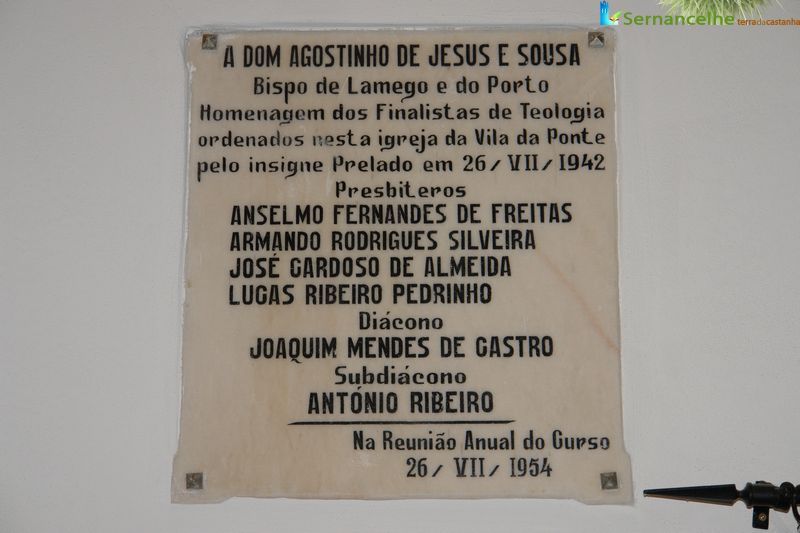 Sernancelhe terra da castanha
A DOM AGOSTINHO DE JESUS E SOUSA
Bispo de Lamego e do Porto
Homenagem dos Finalistas de Teologia
ordenados nesta igreja da Vila da Ponte
pelo insigne Prelado em 26/VII/1942
Presbiteros
ANSELMO FERNANDES DE FREITAS
ARMANDO RODRIGUES SILVEIRA
JOSÉ CARDOSO DE ALMEIDA
LUCAS RIBEIRO PEDRINHO
Diácono
JOAQUIM MENDES DE CASTRO
Subdiácono
ANTÓNIO RIBEIRO
Na Reunião Anual do Curso
26/VII/1954